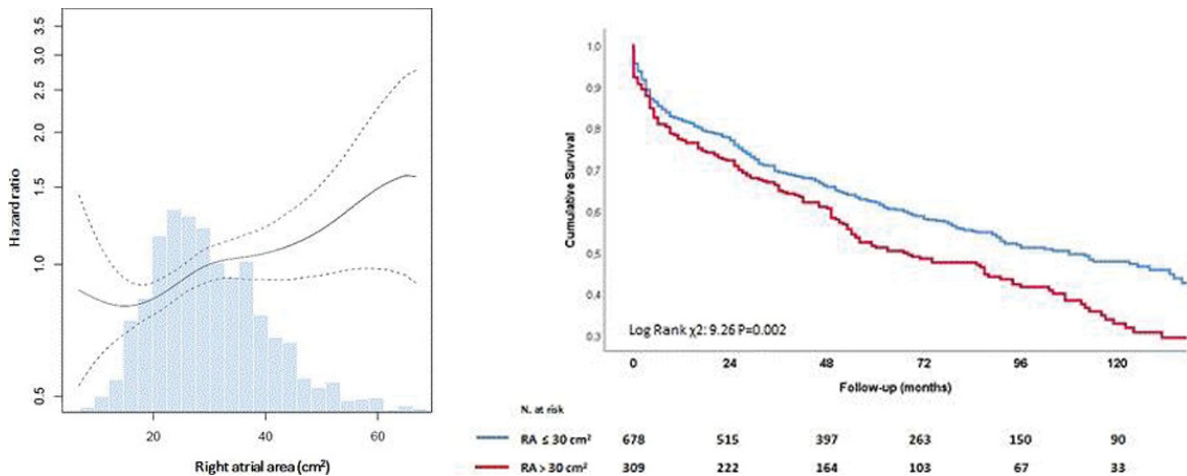 3.5
3.0
2.5
2.0
1.5
1.0
0.5
Hazard ratio
20 40 60
Right atrial area (cm²)
1,0
0,9
0,8
0,7
0,6
0,5
0,4
0,3
Cumulative Survival
Log Rank χ2: 9.26 P=0.002
0 24 48 72 96 120
Follow-up (months)
N. at risk
RA ≤ 30 cm² 678 515 397 263 150 90
RA > 30 cm² 309 222 164 103 67 33